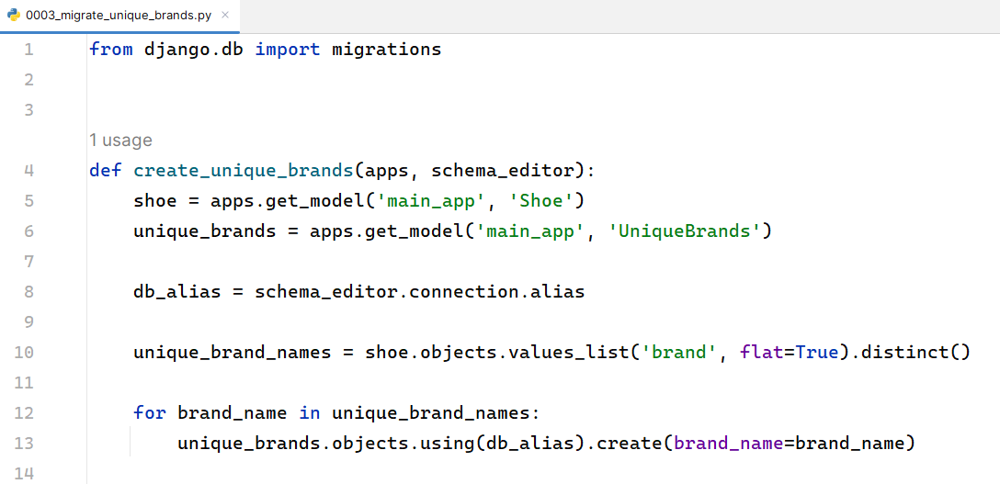 0003_migrate_unique_brands.py ×
1 from django.db import migrations
2
3
1 usage
4 def create_unique_brands(apps, schema_editor):
5     shoe = apps.get_model('main_app', 'Shoe')
6     unique_brands = apps.get_model('main_app', 'UniqueBrands')
7
8     db_alias = schema_editor.connection.alias
9
10     unique_brand_names = shoe.objects.values_list('brand', flat=True).distinct()
11
12     for brand_name in unique_brand_names:
13         unique_brands.objects.using(db_alias).create(brand_name=brand_name)
14